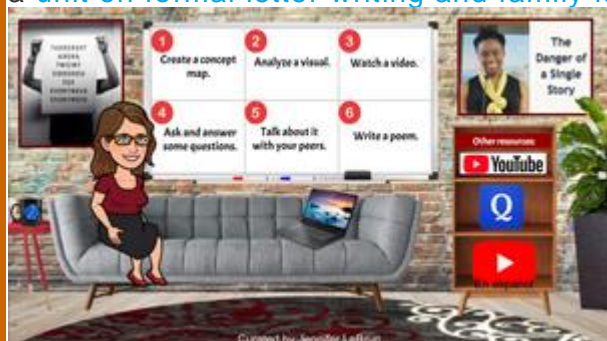 a unit on formal letter writing and family
1
Create a concept
map.
2
Analyze a visual.
3
Watch a video.
4
Ask and answer
some questions.
5
Talk about it
with your peers.
6
Write a poem.
The
Danger of
a Single
Story
Other resources:
YouTube
Q
En español
Curated by Jennifer